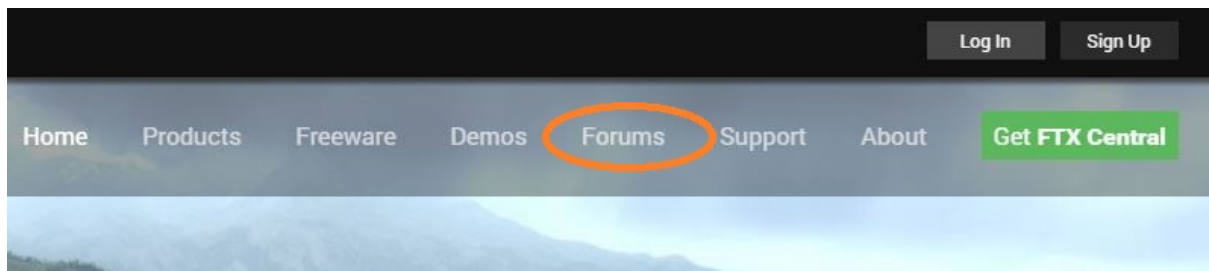 Log In Sign Up
Home Products Freeware Demos Forums Support About Get FTX Central